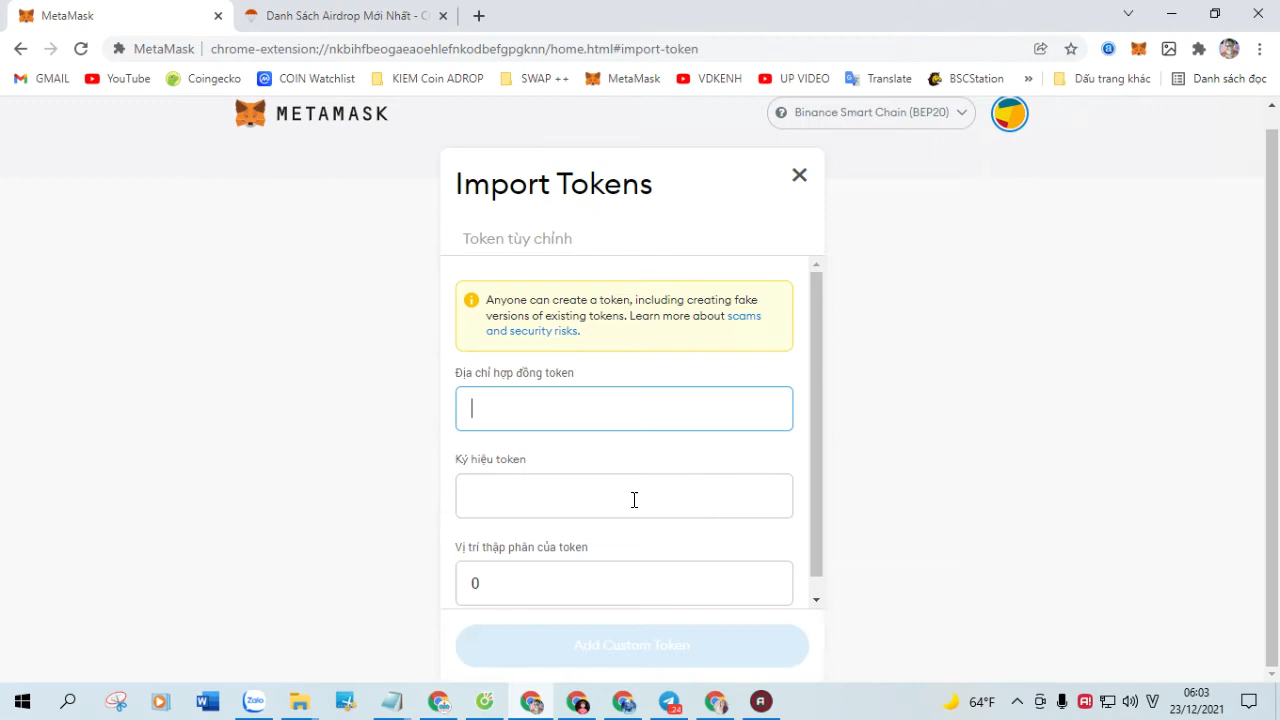 MetaMask
Danh Sách Airdrop Mới Nhất - C
MetaMask
chrome-extension://nkbihfbeogaeaoehlefnkodbefgpgknn/home.html#import-token
GMAIL
YouTube
Coingecko
COIN Watchlist
KIEM Coin ADROP
SWAP ++
MetaMask
VDKENH
UP VIDEO
Translate
BSCStation
»
Dấu trang khác
Danh sách đọc
METAMASK
Binance Smart Chain (BEP20)
Import Tokens
Token tùy chỉnh
Anyone can create a token, including creating fake
versions of existing tokens. Learn more about scams
and security risks.
Địa chỉ hợp đồng token
Ký hiệu token
Vị trí thập phân của token
0
Add Custom Token
Zalo
24
64°F
06:03
23/12/2021